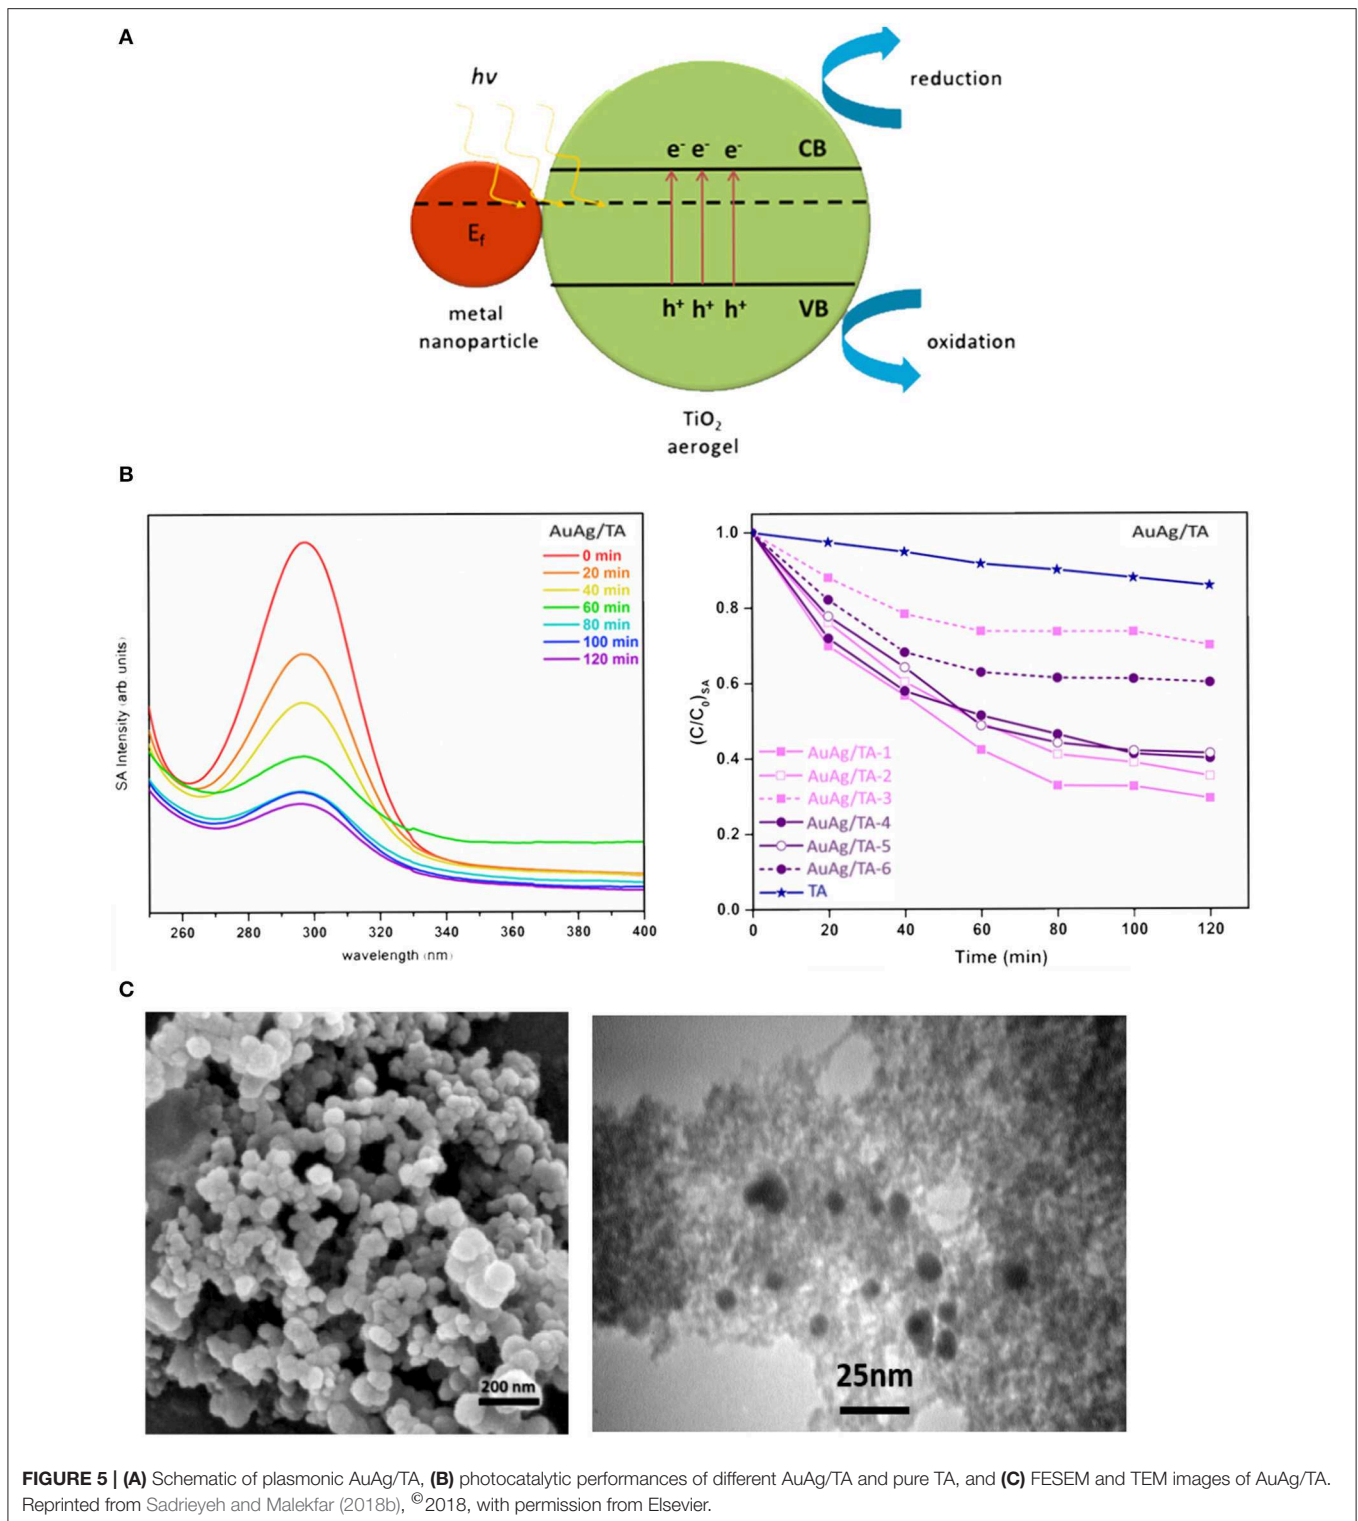 A
hν
reduction
e⁻ e⁻ e⁻ CB
E_f
h⁺ h⁺ h⁺ VB
metal
nanoparticle
oxidation
TiO₂
aerogel
B
AuAg/TA
0 min
20 min
40 min
60 min
80 min
100 min
120 min
SA Intensity (arb units)
260 280 300 320 340 360 380 400
wavelength (nm)
AuAg/TA
1.0
0.8
0.6
0.4
0.2
0.0
(C/C₀)SA
AuAg/TA-1
AuAg/TA-2
AuAg/TA-3
AuAg/TA-4
AuAg/TA-5
AuAg/TA-6
TA
0 20 40 60 80 100 120
Time (min)
C
200 nm
25nm
FIGURE 5 | (A) Schematic of plasmonic AuAg/TA, (B) photocatalytic performances of different AuAg/TA and pure TA, and (C) FESEM and TEM images of AuAg/TA.
Reprinted from Sadrieyeh and Malekfar (2018b), ©2018, with permission from Elsevier.